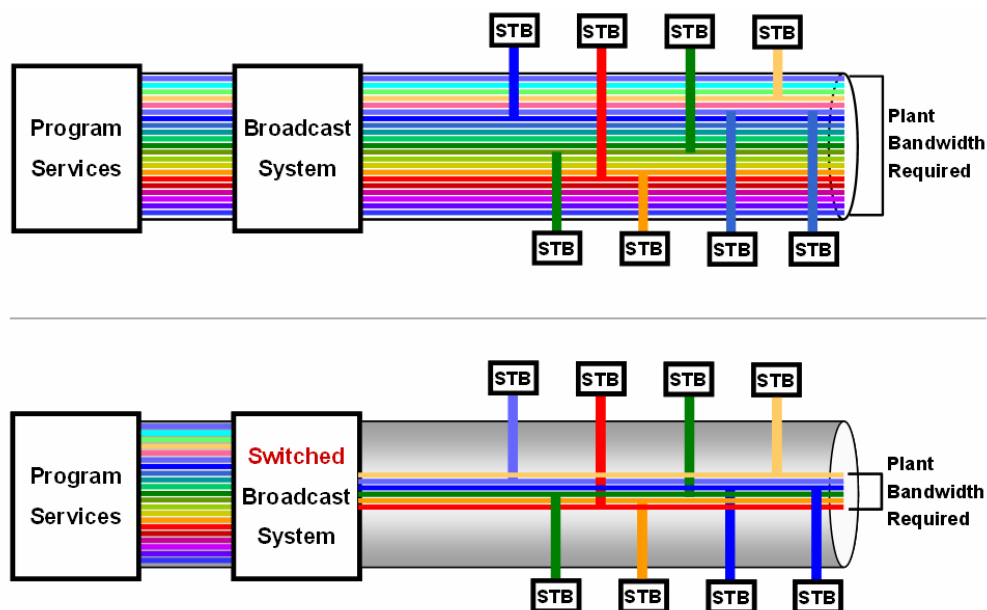 STB
STB
STB
STB
Program
Services
Broadcast
System
Plant
Bandwidth
Required
STB
STB
STB
STB
STB
STB
STB
STB
Program
Services
Switched
Broadcast
System
Plant
Bandwidth
Required
STB
STB
STB
STB